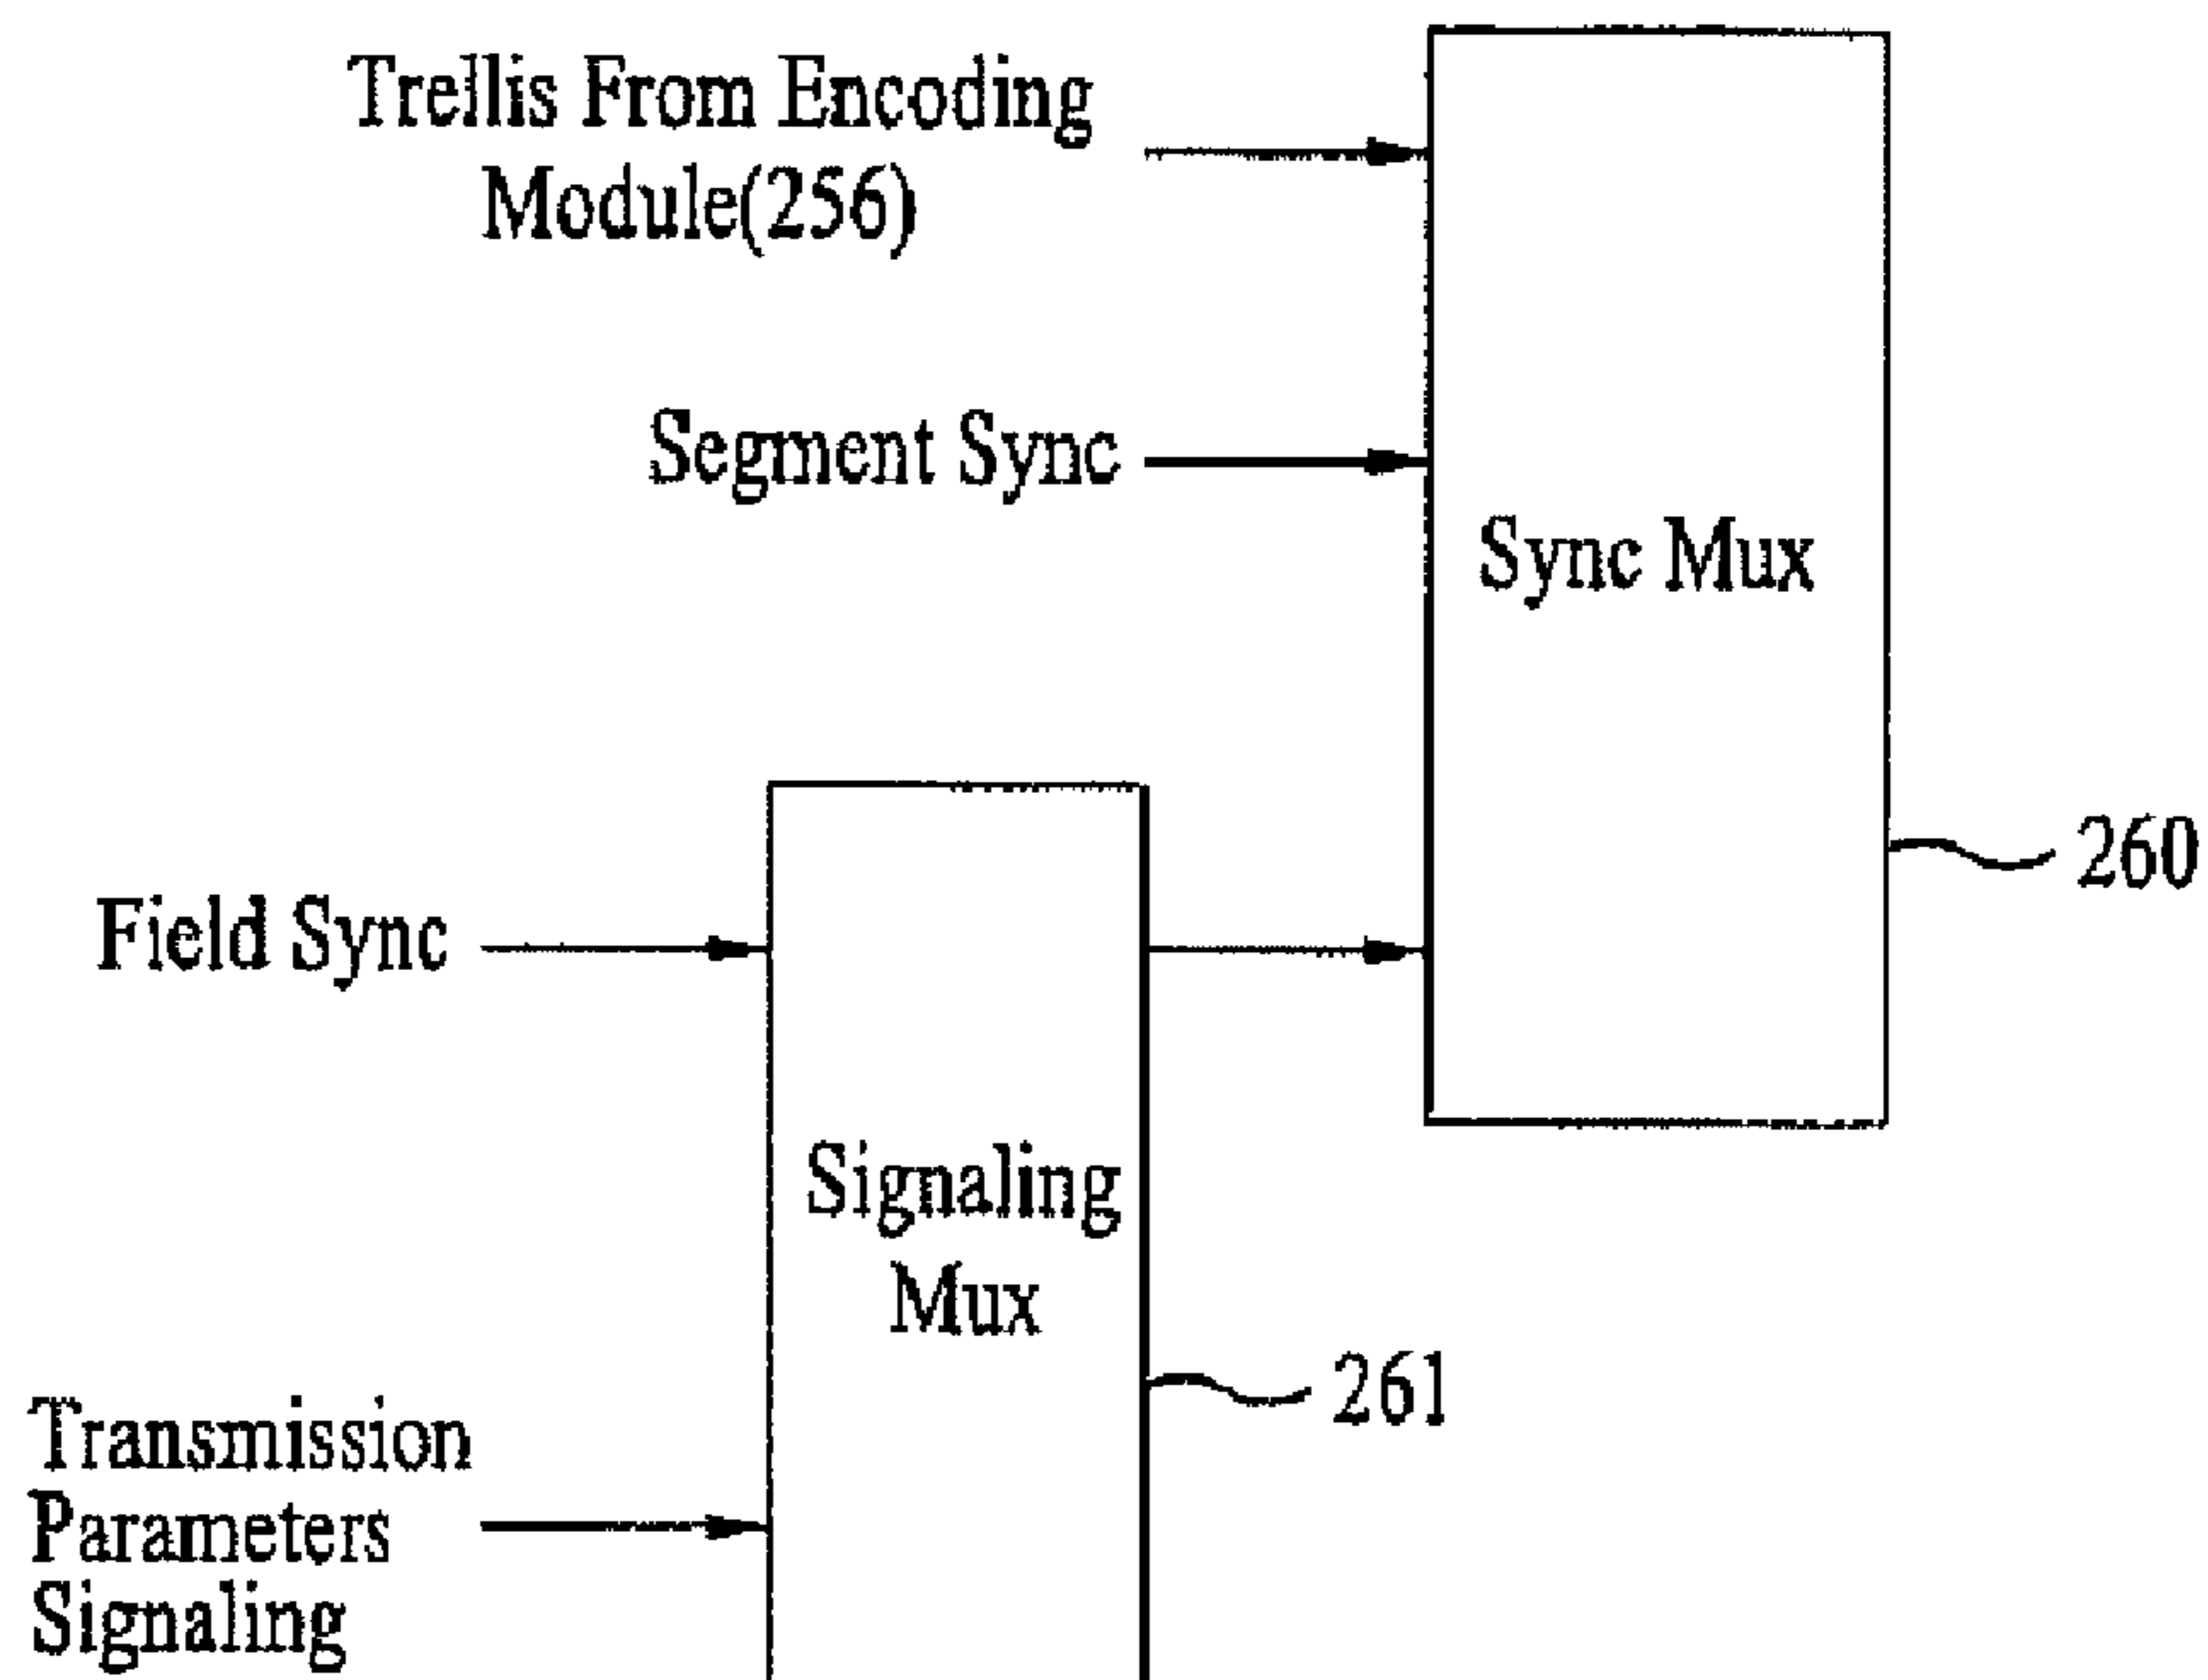 Trellis From Encoding
Module(256)
Segment Sync
Sync Mux
260
Field Sync
Signaling
Mux
261
Transmission
Parameters
Signaling